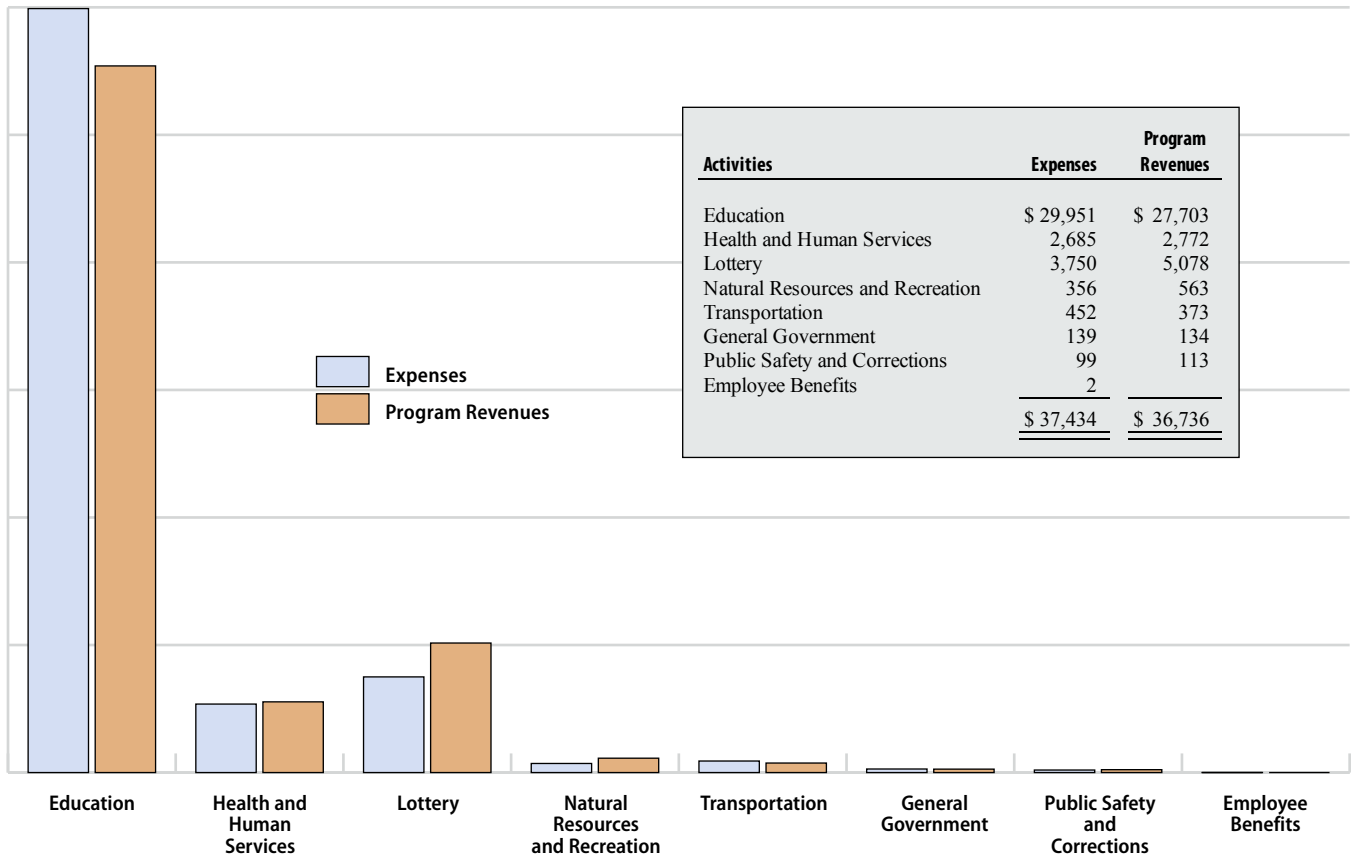 Program
Activities Expenses Revenues
Education $ 29,951 $ 27,703
Health and Human Services 2,685 2,772
Lottery 3,750 5,078
Natural Resources and Recreation 356 563
Transportation 452 373
General Government 139 134
Public Safety and Corrections 99 113
Employee Benefits 2
$ 37,434 $ 36,736
Expenses
Program Revenues
Education
Health and
Human
Services
Lottery
Natural
Resources
and Recreation
Transportation
General
Government
Public Safety
and
Corrections
Employee
Benefits